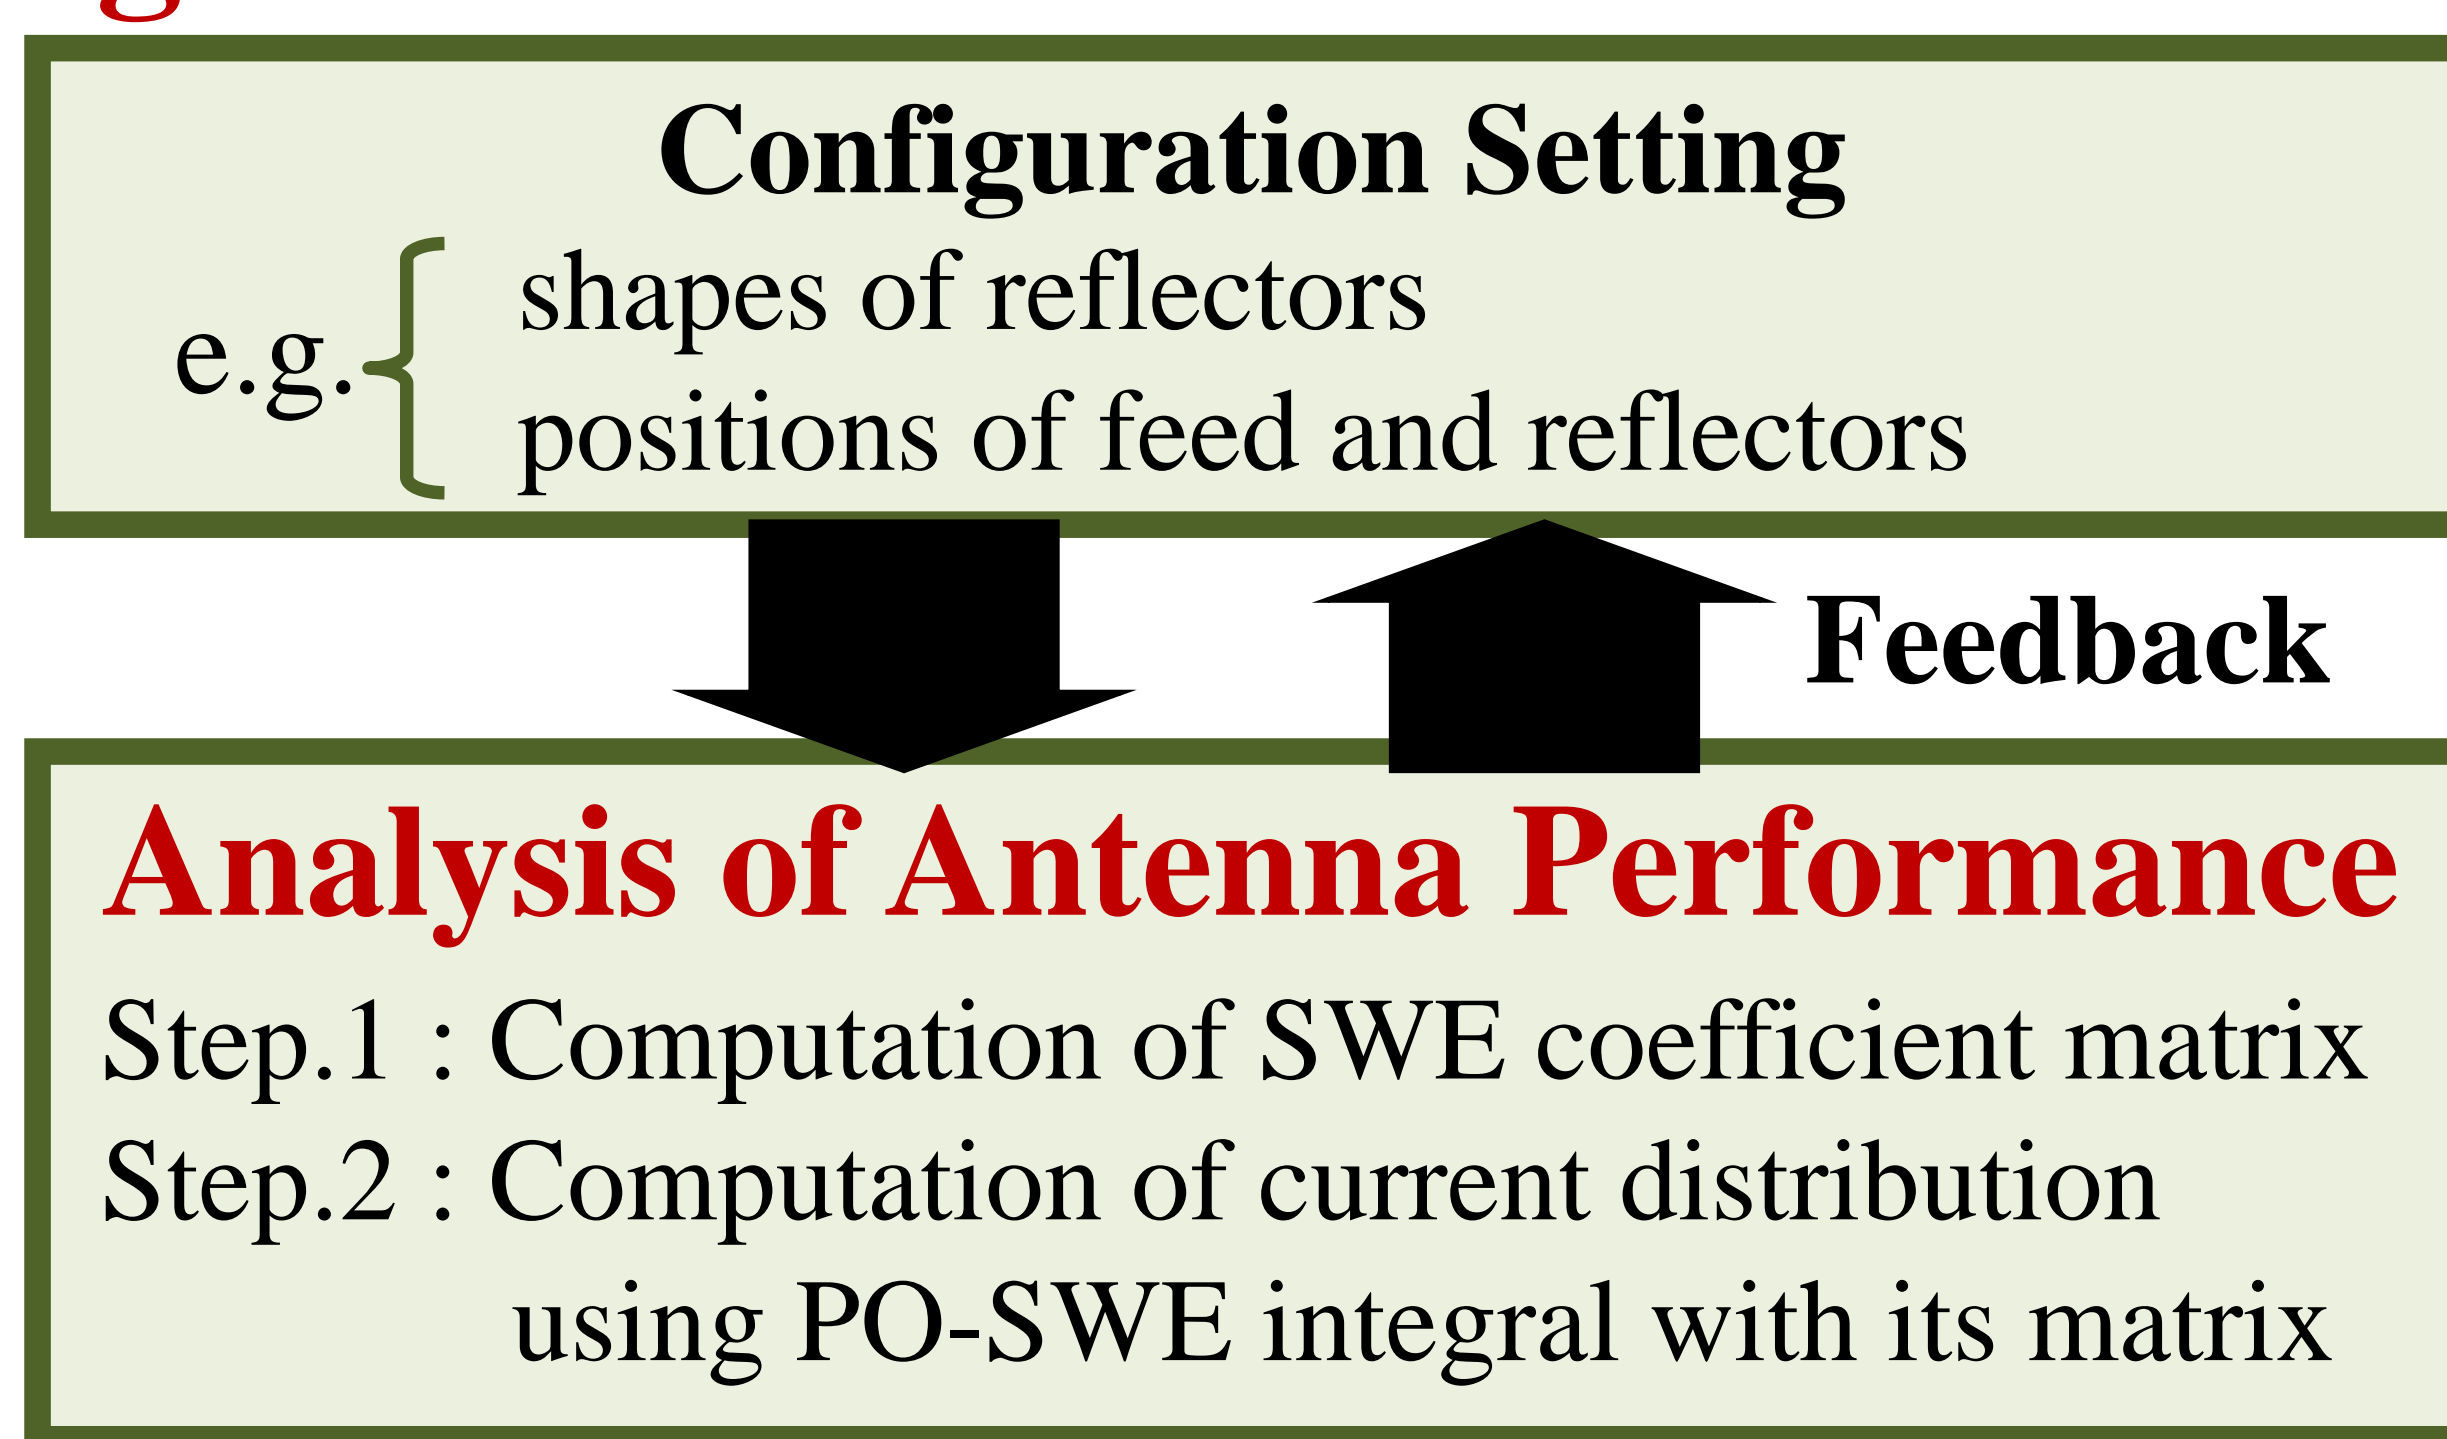 Configuration Setting
shapes of reflectors
e.g.
positions of feed and reflectors
Feedback
Analysis of Antenna Performance
Step.1 : Computation of SWE coefficient matrix
Step.2 : Computation of current distribution
using PO-SWE integral with its matrix